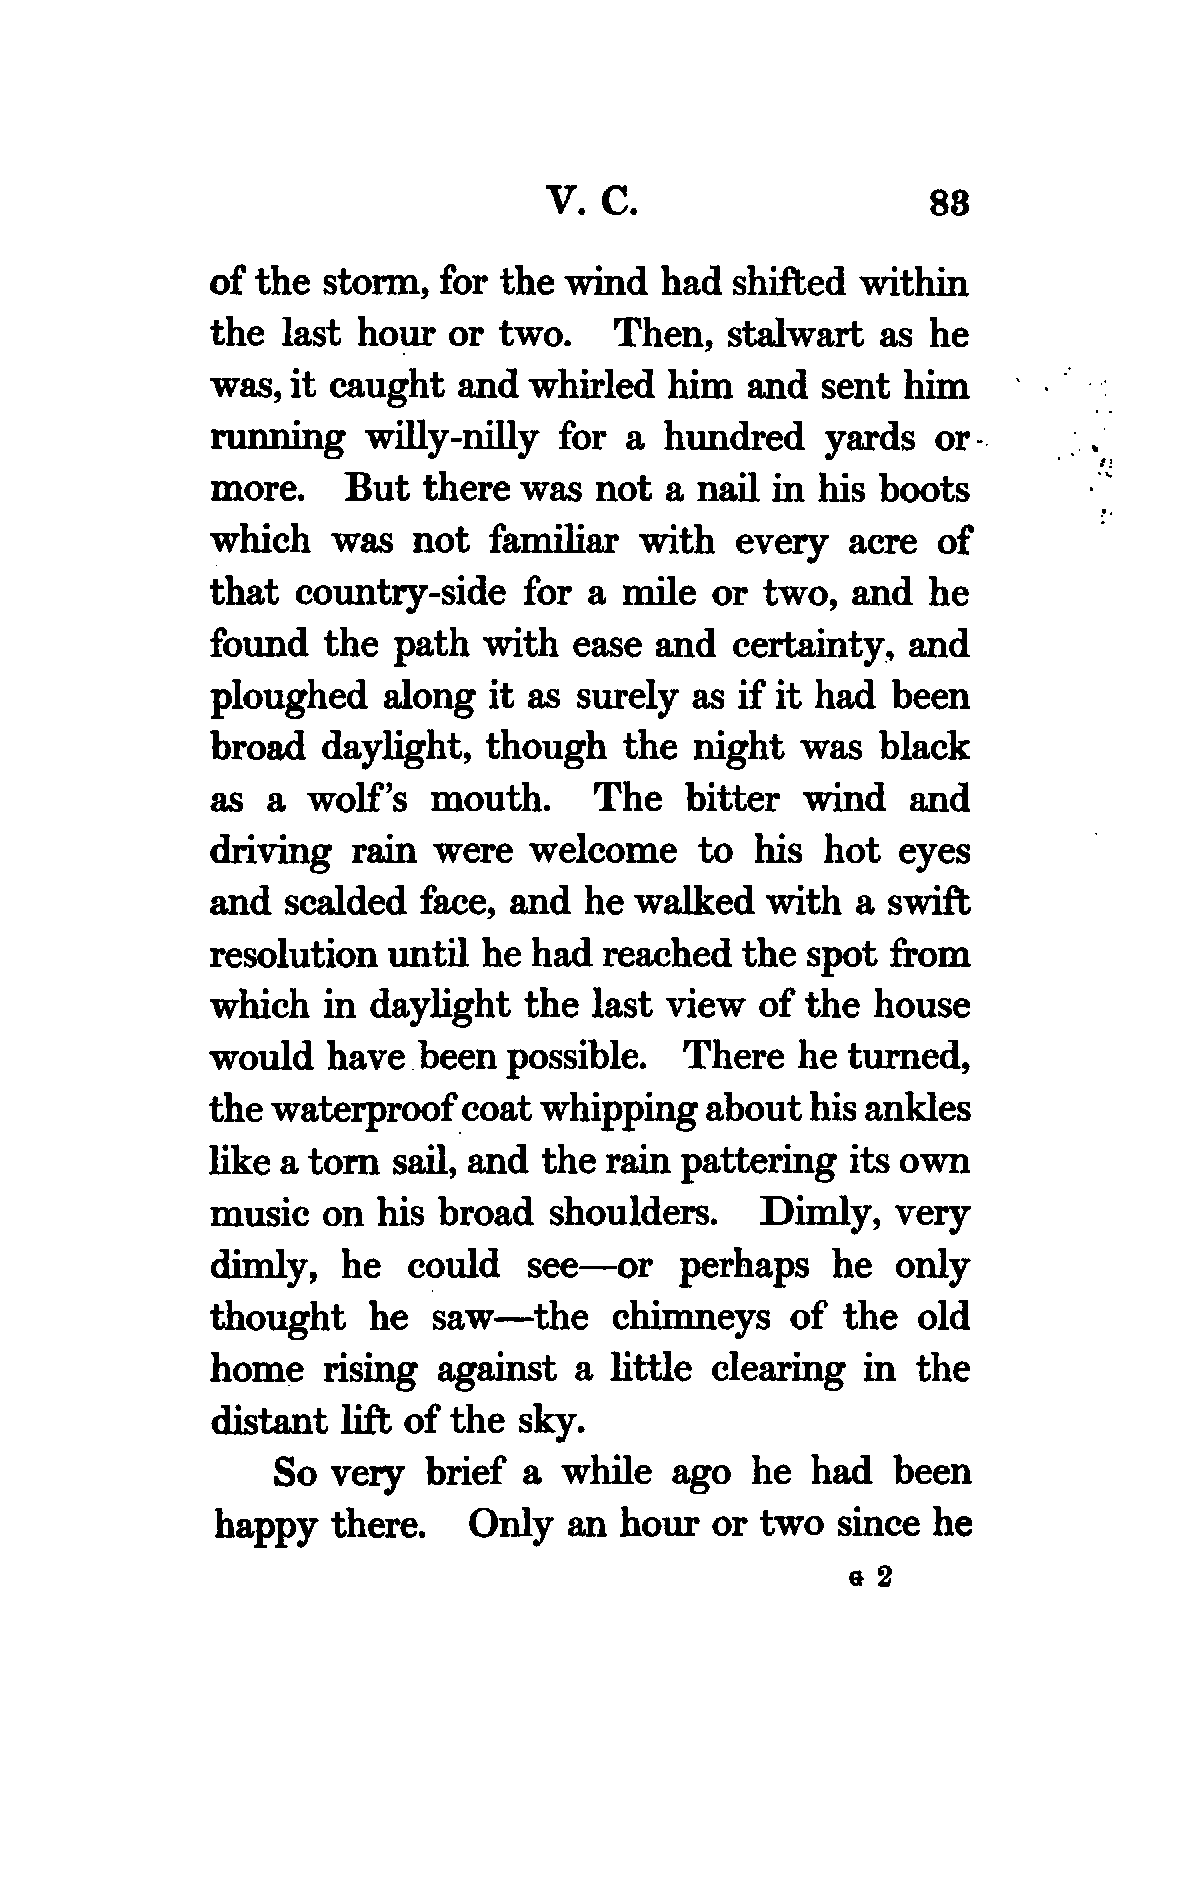 V. C. 83
of the storm, for the wind had shifted within
the last hour or two. Then, stalwart as he
was, it caught and whirled him and sent him
running willy-nilly for a hundred yards or
more. But there was not a nail in his boots
which was not familiar with every acre of
that country-side for a mile or two, and he
found the path with ease and certainty, and
ploughed along it as surely as if it had been
broad daylight, though the night was black
as a wolf's mouth. The bitter wind and
driving rain were welcome to his hot eyes
and scalded face, and he walked with a swift
resolution until he had reached the spot from
which in daylight the last view of the house
would have been possible. There he turned,
the waterproof coat whipping about his ankles
like a torn sail, and the rain pattering its own
music on his broad shoulders. Dimly, very
dimly, he could see—or perhaps he only
thought he saw—the chimneys of the old
home rising against a little clearing in the
distant lift of the sky.
So very brief a while ago he had been
happy there. Only an hour or two since he
G 2